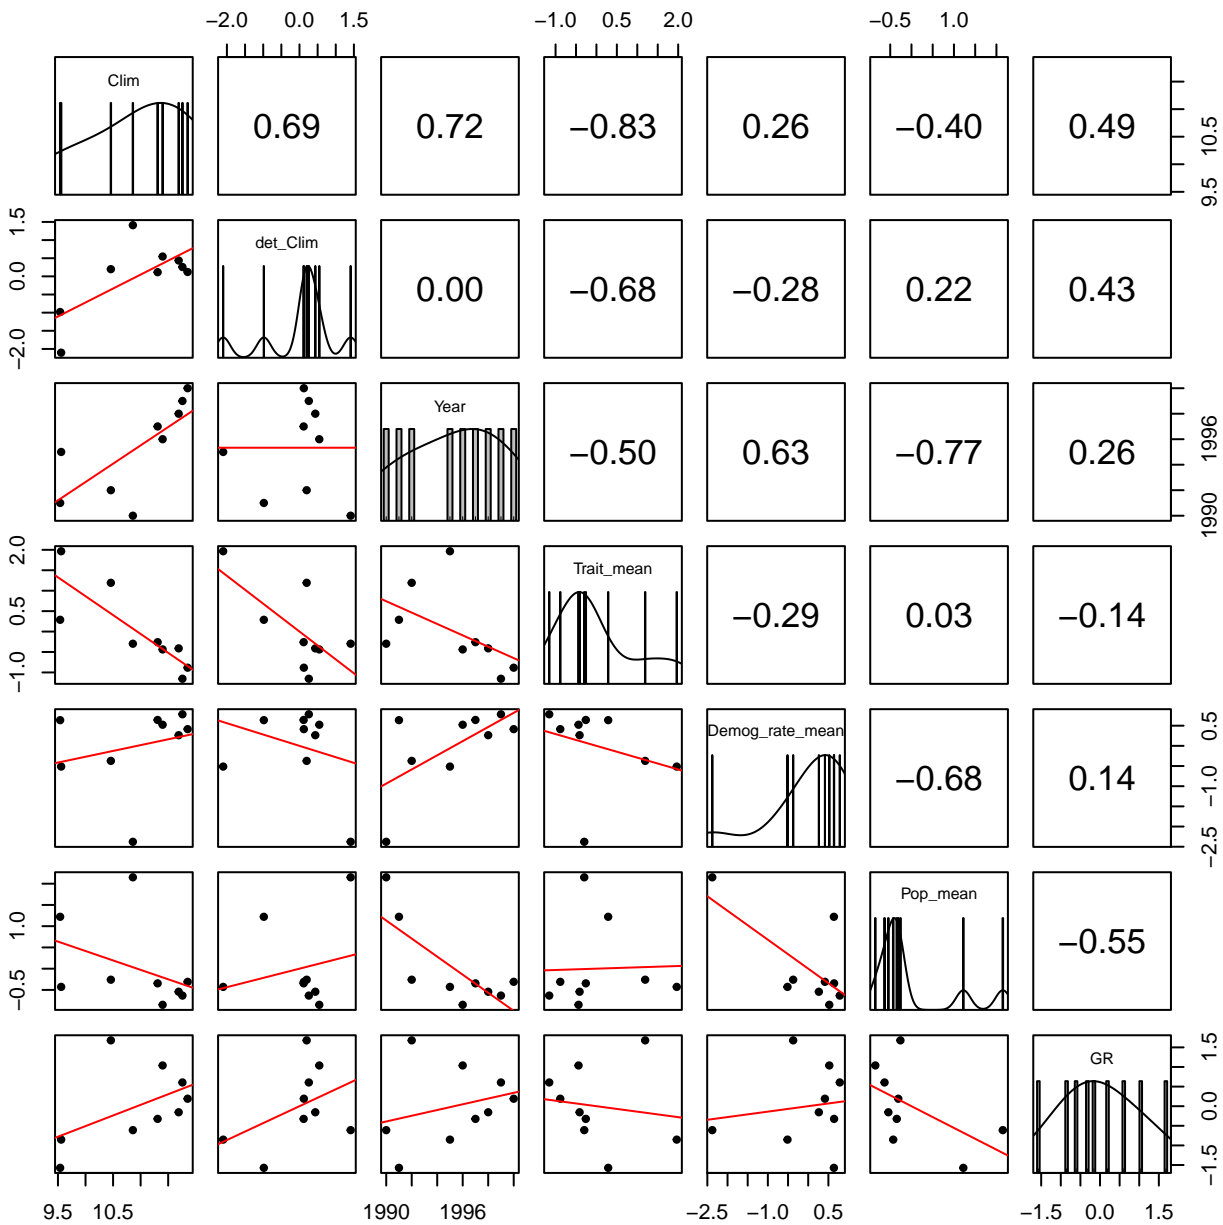 −2.0 0.0 1.5 −1.0 0.5 2.0 −0.5 1.0
Clim 0.69 0.72 −0.83 0.26 −0.40 0.49 9.5 10.5
−2.0 0.0 1.5 det_Clim 0.00 −0.68 −0.28 0.22 0.43
Year −0.50 0.63 −0.77 0.26 1990 1996
−1.0 0.5 2.0 Trait_mean −0.29 0.03 −0.14
Demog_rate_mean −0.68 0.14 −2.5 −1.0 0.5
−0.5 1.0 Pop_mean −0.55
GR −1.5 0.0 1.5
9.5 10.5 1990 1996 −2.5 −1.0 0.5 −1.5 0.0 1.5